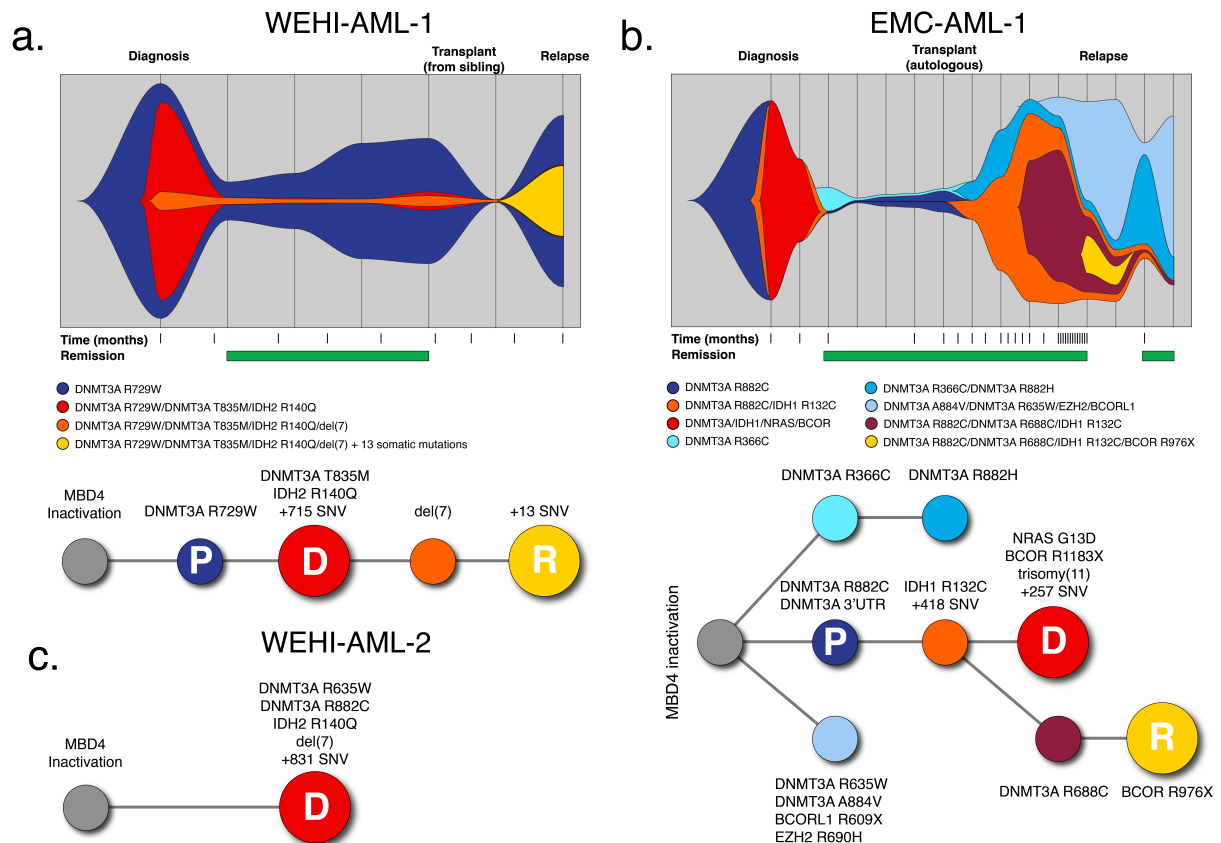 a.
WEHI-AML-1
Diagnosis
Transplant
(from sibling)
Relapse
Time (months)
Remission
DNMT3A R729W
DNMT3A R729W/DNMT3A T835M/IDH2 R140Q
DNMT3A R729W/DNMT3A T835M/IDH2 R140Q/del(7)
DNMT3A R729W/DNMT3A T835M/IDH2 R140Q/del(7) + 13 somatic mutations
MBD4
Inactivation
DNMT3A R729W
P
DNMT3A T835M
IDH2 R140Q
+715 SNV
D
del(7)
+13 SNV
R
b.
EMC-AML-1
Diagnosis
Transplant
(autologous)
Relapse
Time (months)
Remission
DNMT3A R882C
DNMT3A R882C/IDH1 R132C
DNMT3A/IDH1/NRAS/BCOR
DNMT3A R366C
DNMT3A R366C/DNMT3A R882H
DNMT3A A884V/DNMT3A R635W/EZH2/BCORL1
DNMT3A R882C/DNMT3A R688C/IDH1 R132C
DNMT3A R882C/DNMT3A R688C/IDH1 R132C/BCOR R976X
MBD4 inactivation
DNMT3A R366C
DNMT3A R882H
DNMT3A R882C
DNMT3A 3'UTR
P
IDH1 R132C
+418 SNV
NRAS G13D
BCOR R1183X
trisomy(11)
+257 SNV
D
DNMT3A R635W
DNMT3A A884V
BCORL1 R609X
EZH2 R690H
DNMT3A R688C
R
BCOR R976X
c.
WEHI-AML-2
MBD4
Inactivation
DNMT3A R635W
DNMT3A R882C
IDH2 R140Q
del(7)
+831 SNV
D